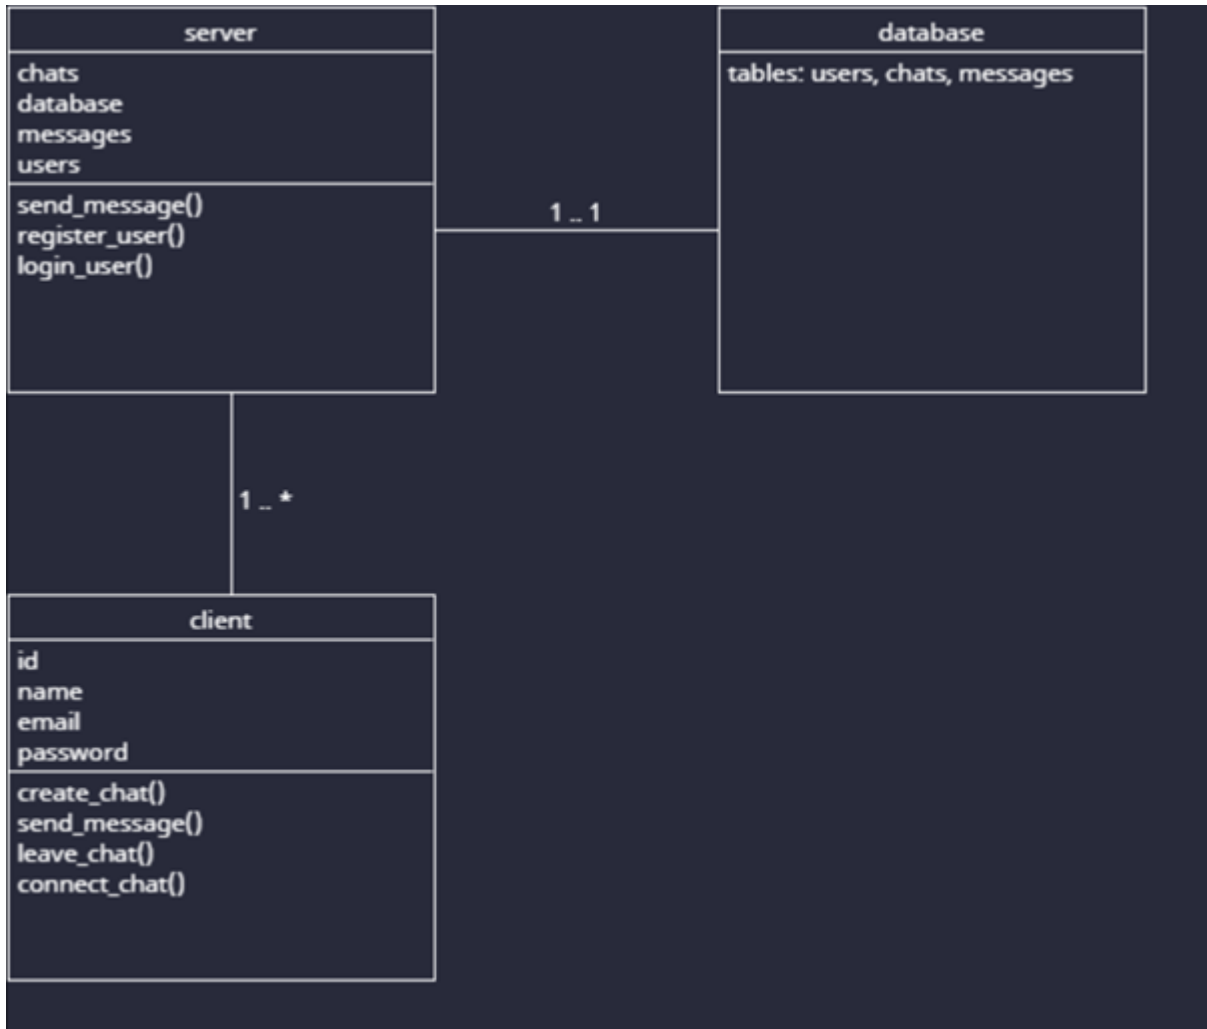 server
chats
database
messages
users
send_message()
register_user()
login_user()
1 .. 1
database
tables: users, chats, messages
1 .. *
client
id
name
email
password
create_chat()
send_message()
leave_chat()
connect_chat()